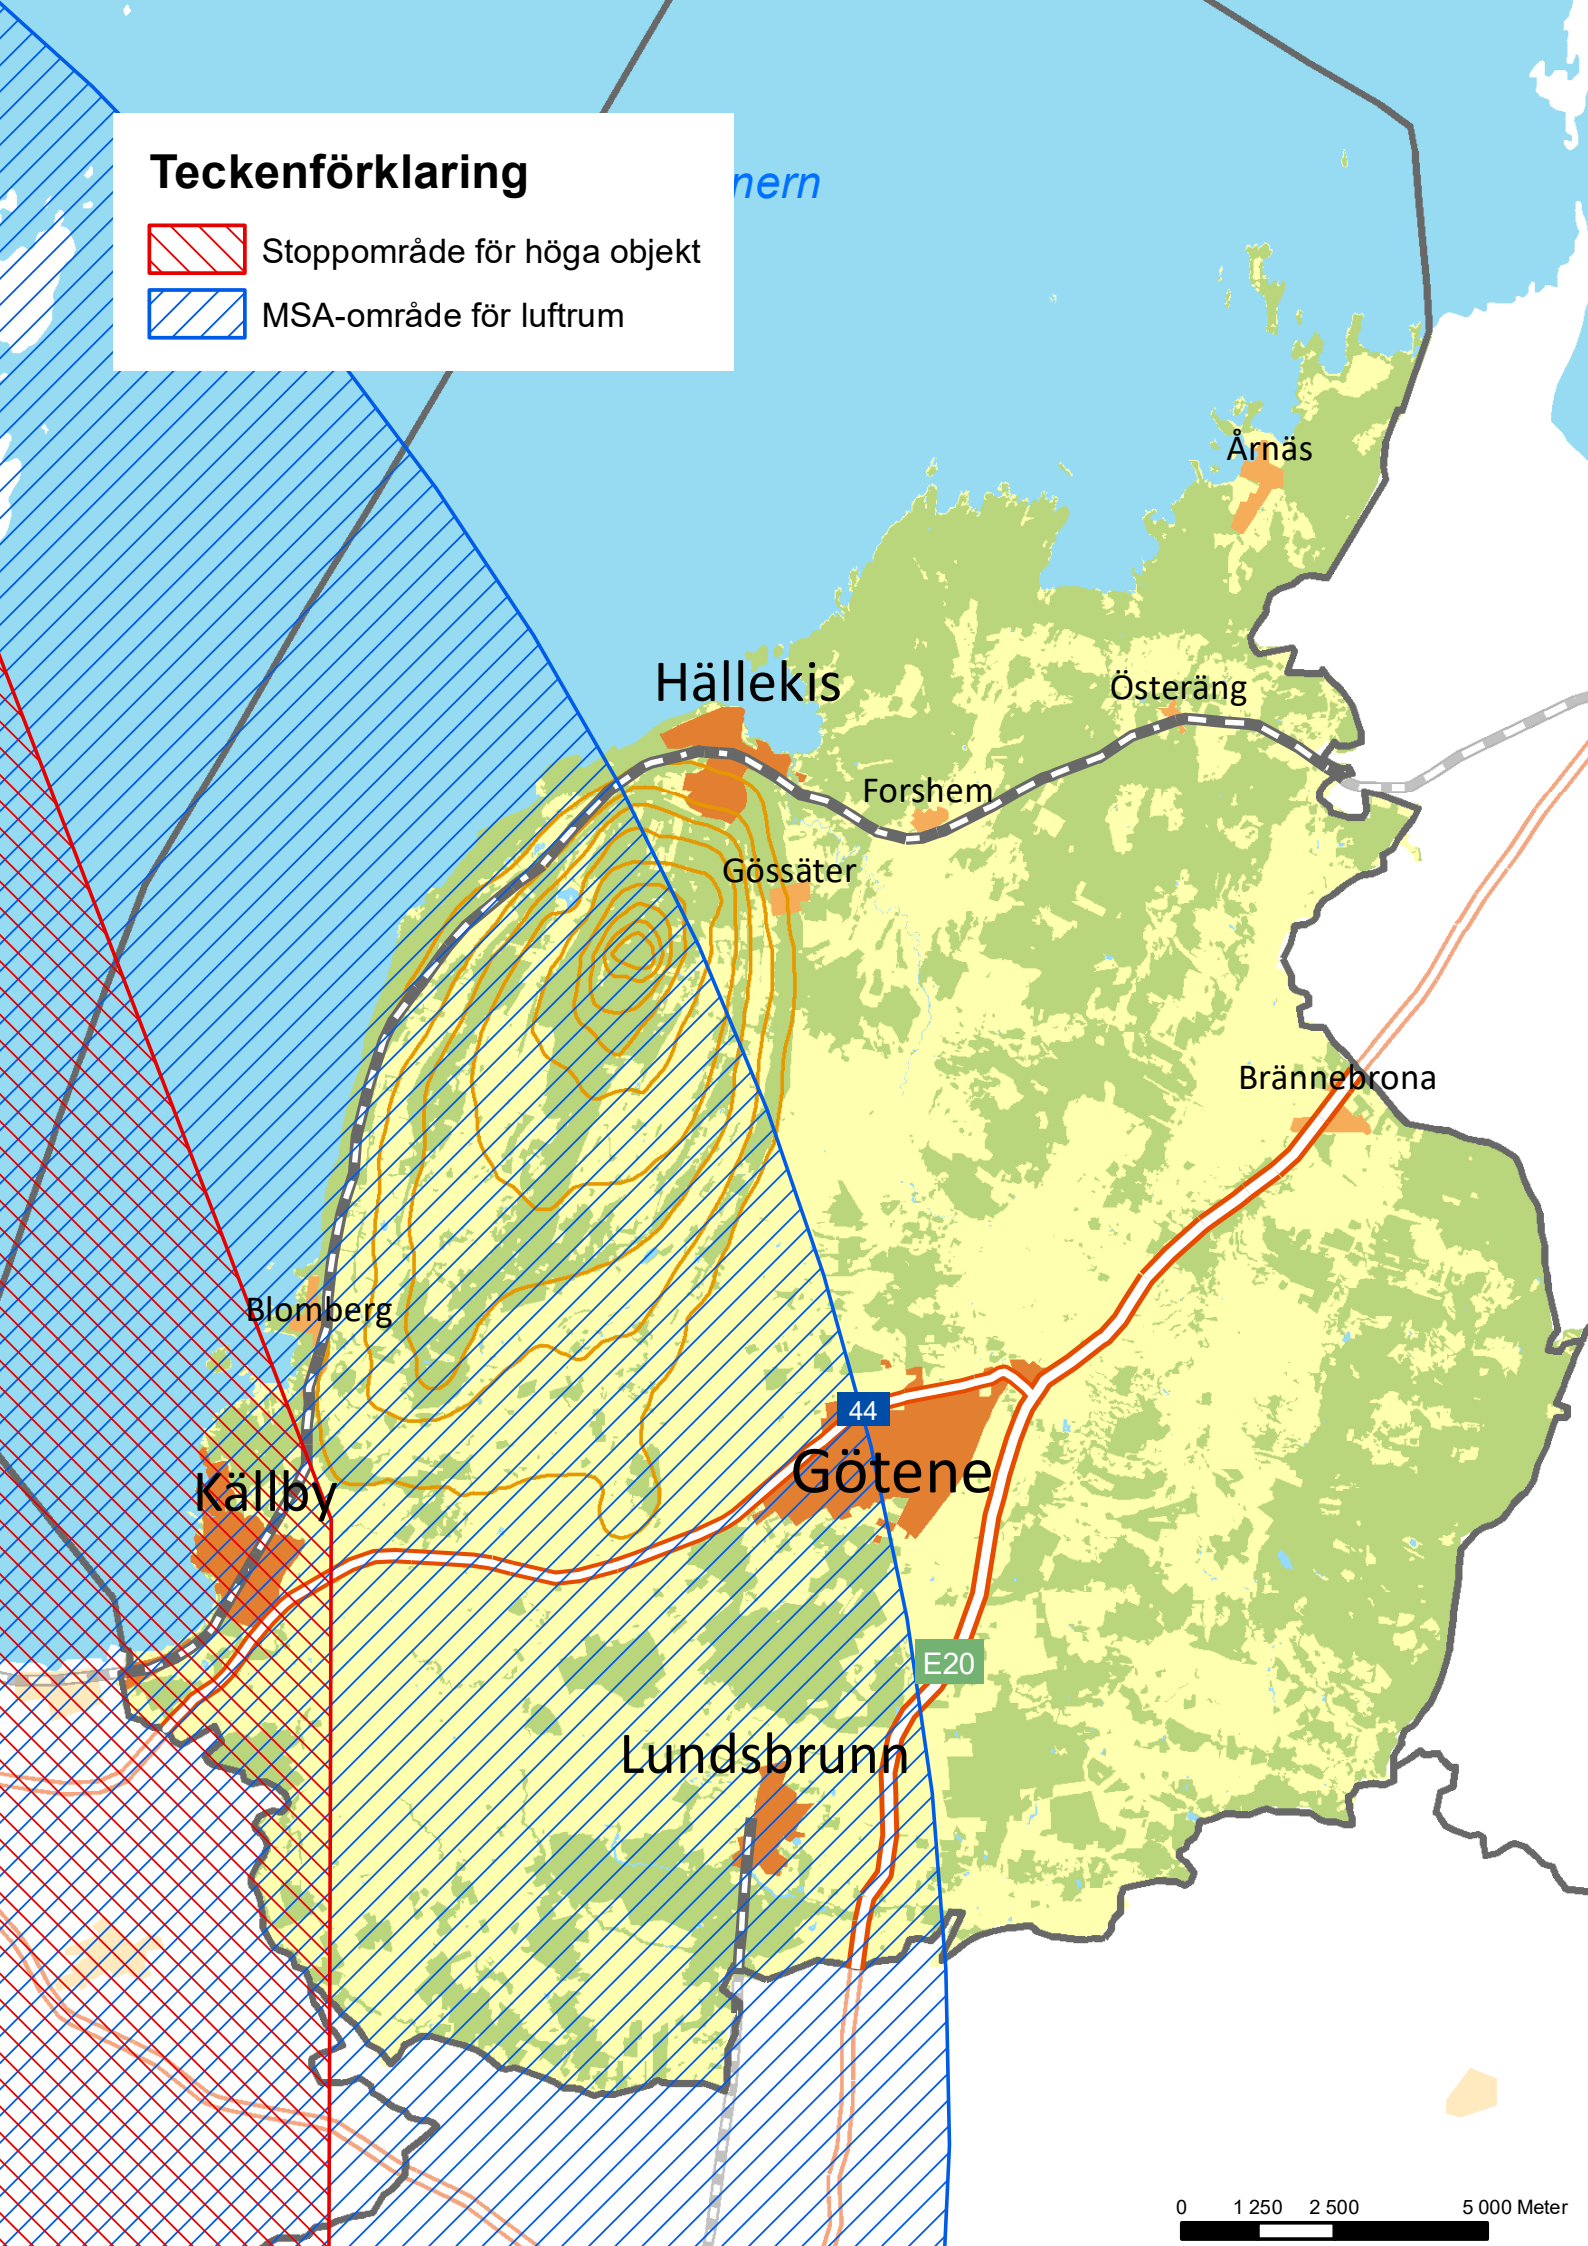 Teckenförklaring
Stoppområde för höga objekt
MSA-område för luftrum
nern
Årnäs
Hällekis
Österäng
Forshem
Gössäter
Brännebrona
Blomberg
44
Götene
Källby
E20
Lundsbrunn
0 1 250 2 500 5 000 Meter